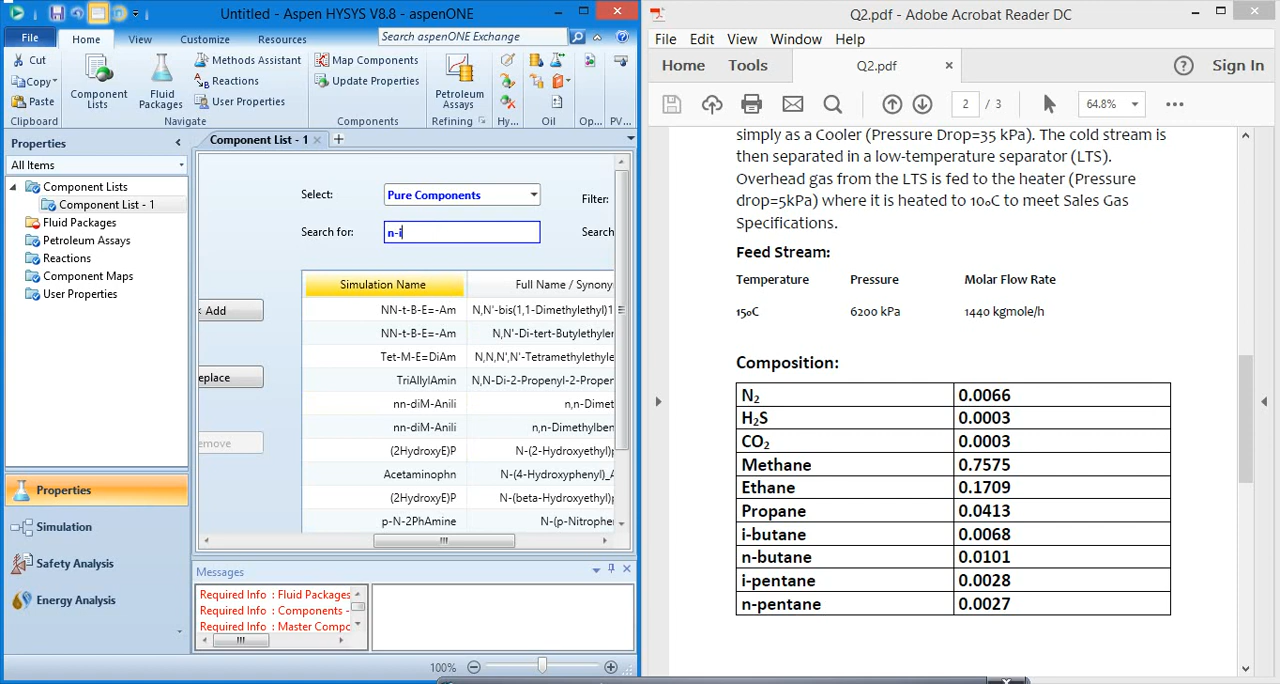 Untitled - Aspen HYSYS V8.8 - aspenONE
File
Home
View
Customize
Resources
Search aspenONE Exchange
Cut
Copy
Paste
Clipboard
Component
Lists
Fluid
Packages
Methods Assistant
Reactions
User Properties
Navigate
Map Components
Update Properties
Components
Petroleum
Assays
Refining
Hy...
Oil
Op...
PV...
Properties
All Items
Component Lists
Component List - 1
Fluid Packages
Petroleum Assays
Reactions
Component Maps
User Properties
Properties
Simulation
Safety Analysis
Energy Analysis
Component List - 1
Select:
Pure Components
Filter:
Search for:
n-i
Search
Simulation Name
Full Name / Synony
NN-t-B-E=-Am
N,N'-bis(1,1-Dimethylethyl)1
NN-t-B-E=-Am
N,N'-Di-tert-Butylethyler
Tet-M-E=DiAm
N,N,N',N'-Tetramethylethyle
TriAllylAmin
N,N-Di-2-Propenyl-2-Proper
nn-diM-Anili
n,n-Dimet
nn-diM-Anili
n,n-Dimethylben
(2HydroxyE)P
N-(2-Hydroxyethyl)p
Acetaminophn
N-(4-Hydroxyphenyl)_A
(2HydroxyE)P
N-(beta-Hydroxyethyl)p
p-N-2PhAmine
N-(p-Nitrophe
< Add
eplace
emove
Messages
Required Info : Fluid Packages
Required Info : Components -
Required Info : Master Compc
100%
Q2.pdf - Adobe Acrobat Reader DC
File Edit View Window Help
Home
Tools
Q2.pdf
Sign In
2 / 3
64.8%
simply as a Cooler (Pressure Drop=35 kPa). The cold stream is
then separated in a low-temperature separator (LTS).
Overhead gas from the LTS is fed to the heater (Pressure
drop=5kPa) where it is heated to 10oC to meet Sales Gas
Specifications.
Feed Stream:
Temperature Pressure Molar Flow Rate
15oC 6200 kPa 1440 kgmole/h
Composition:
N₂ 0.0066
H₂S 0.0003
CO₂ 0.0003
Methane 0.7575
Ethane 0.1709
Propane 0.0413
i-butane 0.0068
n-butane 0.0101
i-pentane 0.0028
n-pentane 0.0027